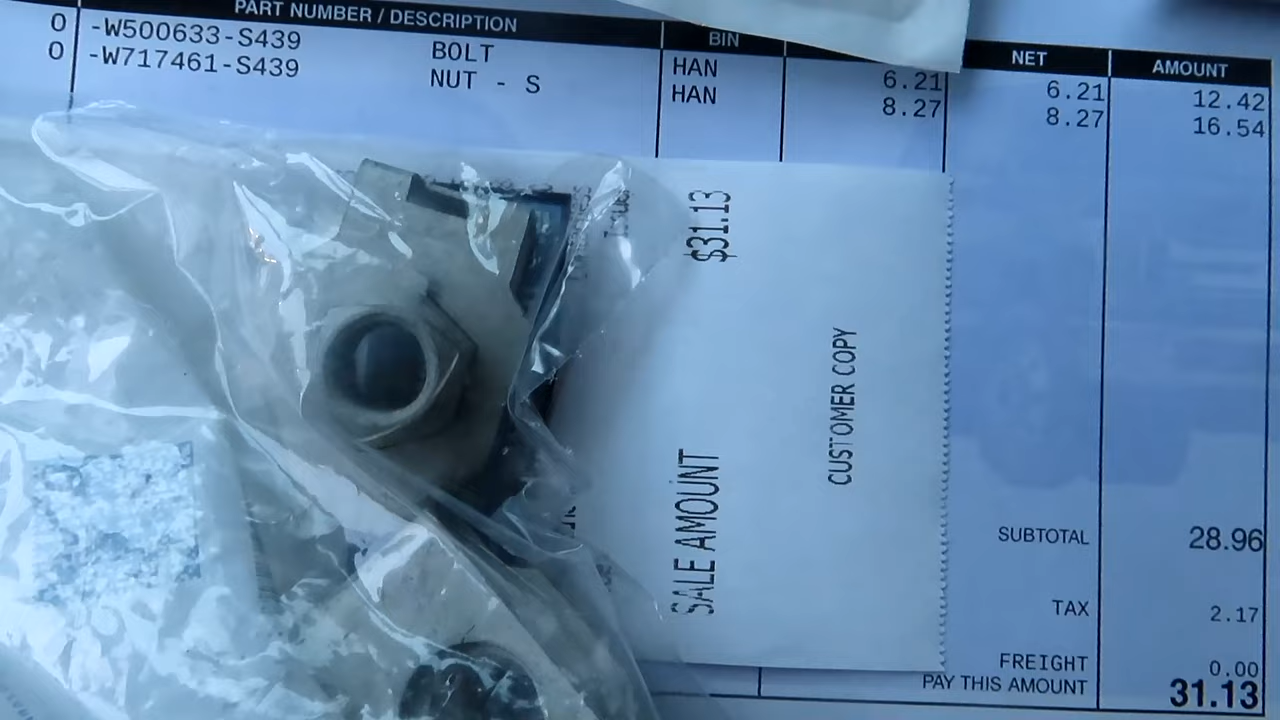 PART NUMBER / DESCRIPTION BIN NET AMOUNT
0 -W500633-S439 BOLT HAN 6.21 6.21 12.42
0 -W717461-S439 NUT - S HAN 8.27 8.27 16.54
SALE AMOUNT $31.13
CUSTOMER COPY
SUBTOTAL 28.96
TAX 2.17
FREIGHT 0.00
PAY THIS AMOUNT 31.13